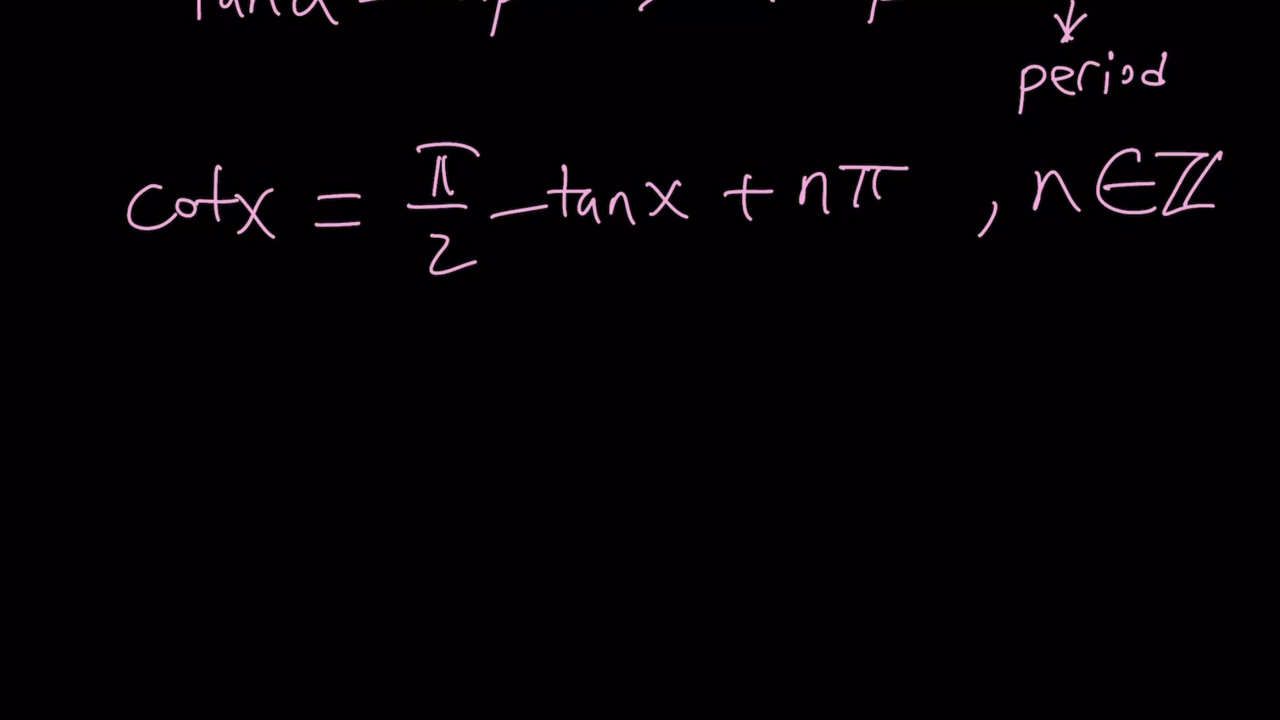 period
cotx = π/2 - tanx + nπ , n∈ℤ